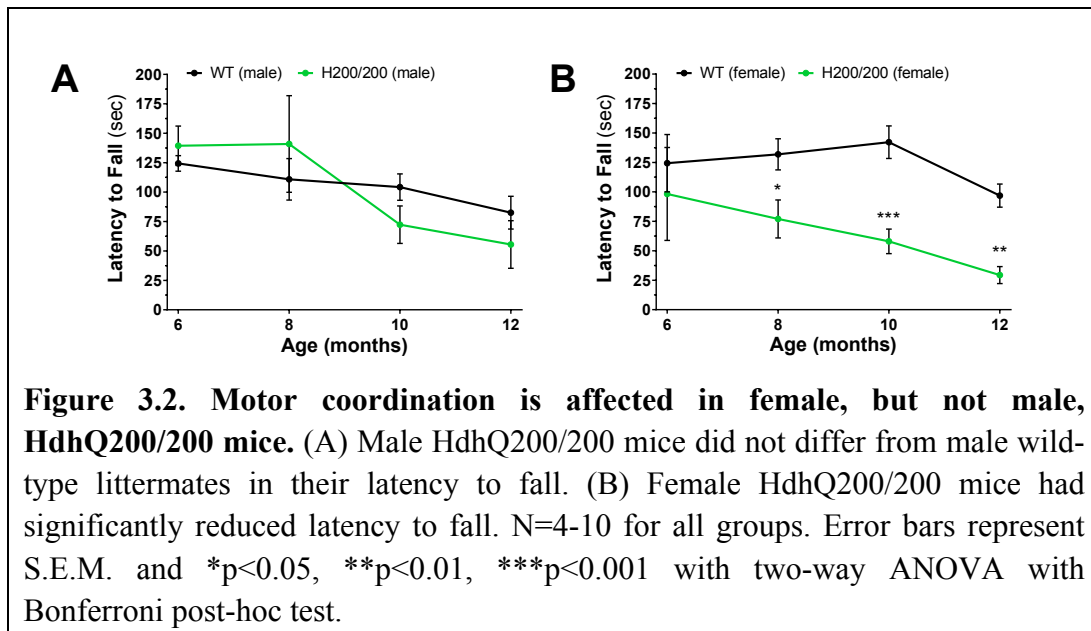 A
WT (male) H200/200 (male)
200
175
150
125
100
75
50
25
0
Latency to Fall (sec)
6 8 10 12
Age (months)
B
WT (female) H200/200 (female)
200
175
150
125
100
75
50
25
0
Latency to Fall (sec)
*
***
**
6 8 10 12
Age (months)
Figure 3.2. Motor coordination is affected in female, but not male,
HdhQ200/200 mice. (A) Male HdhQ200/200 mice did not differ from male wild-
type littermates in their latency to fall. (B) Female HdhQ200/200 mice had
significantly reduced latency to fall. N=4-10 for all groups. Error bars represent
S.E.M. and *p<0.05, **p<0.01, ***p<0.001 with two-way ANOVA with
Bonferroni post-hoc test.